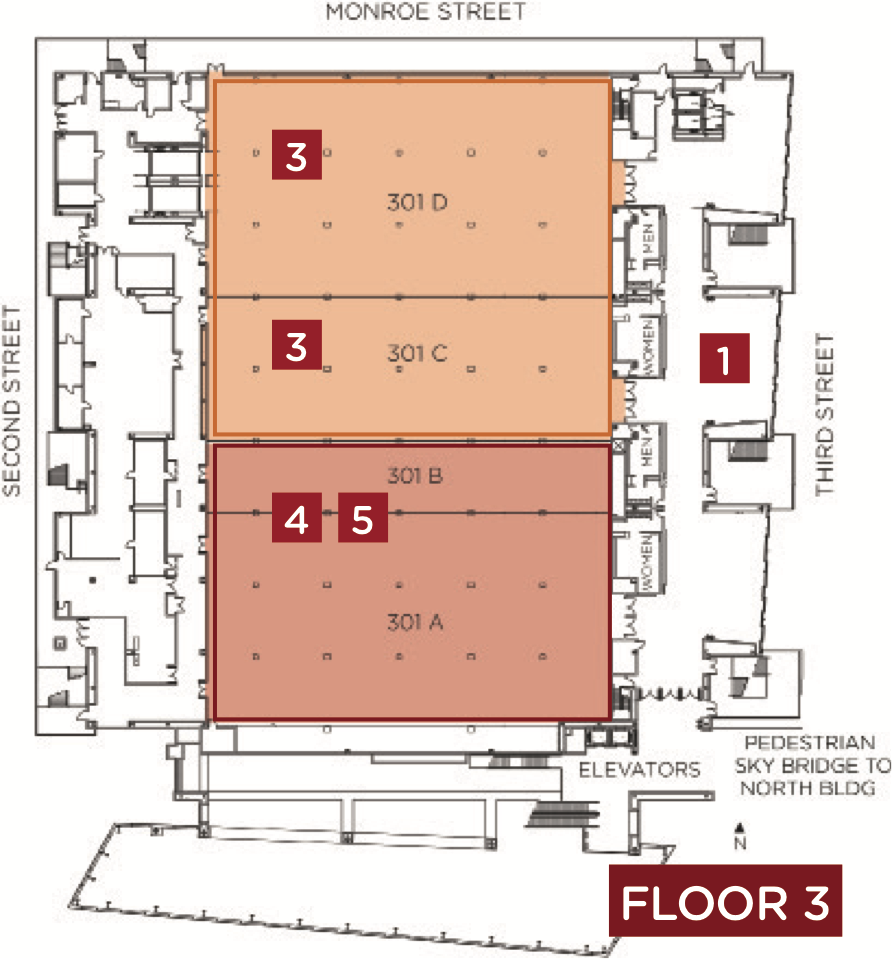 MONROE STREET
3
301 D
MEN
SECOND STREET
3
301 C
WOMEN
1
THIRD STREET
301 B
MEN
4
5
WOMEN
301 A
ELEVATORS
PEDESTRIAN
SKY BRIDGE TO
NORTH BLDG
N
FLOOR 3